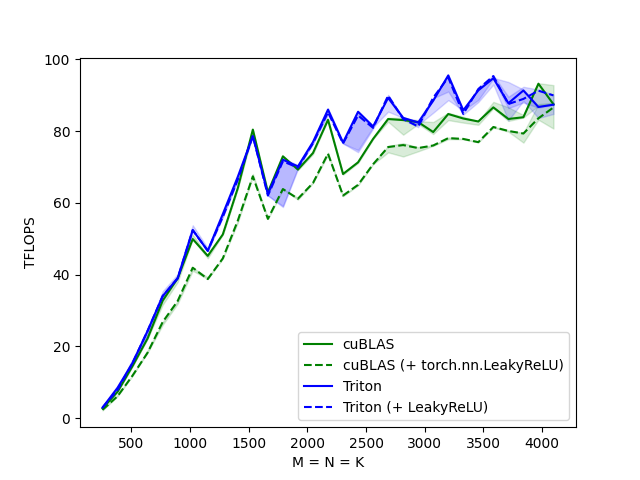 100
80
60
40
20
0
TFLOPS
500 1000 1500 2000 2500 3000 3500 4000
M = N = K
cuBLAS
cuBLAS (+ torch.nn.LeakyReLU)
Triton
Triton (+ LeakyReLU)